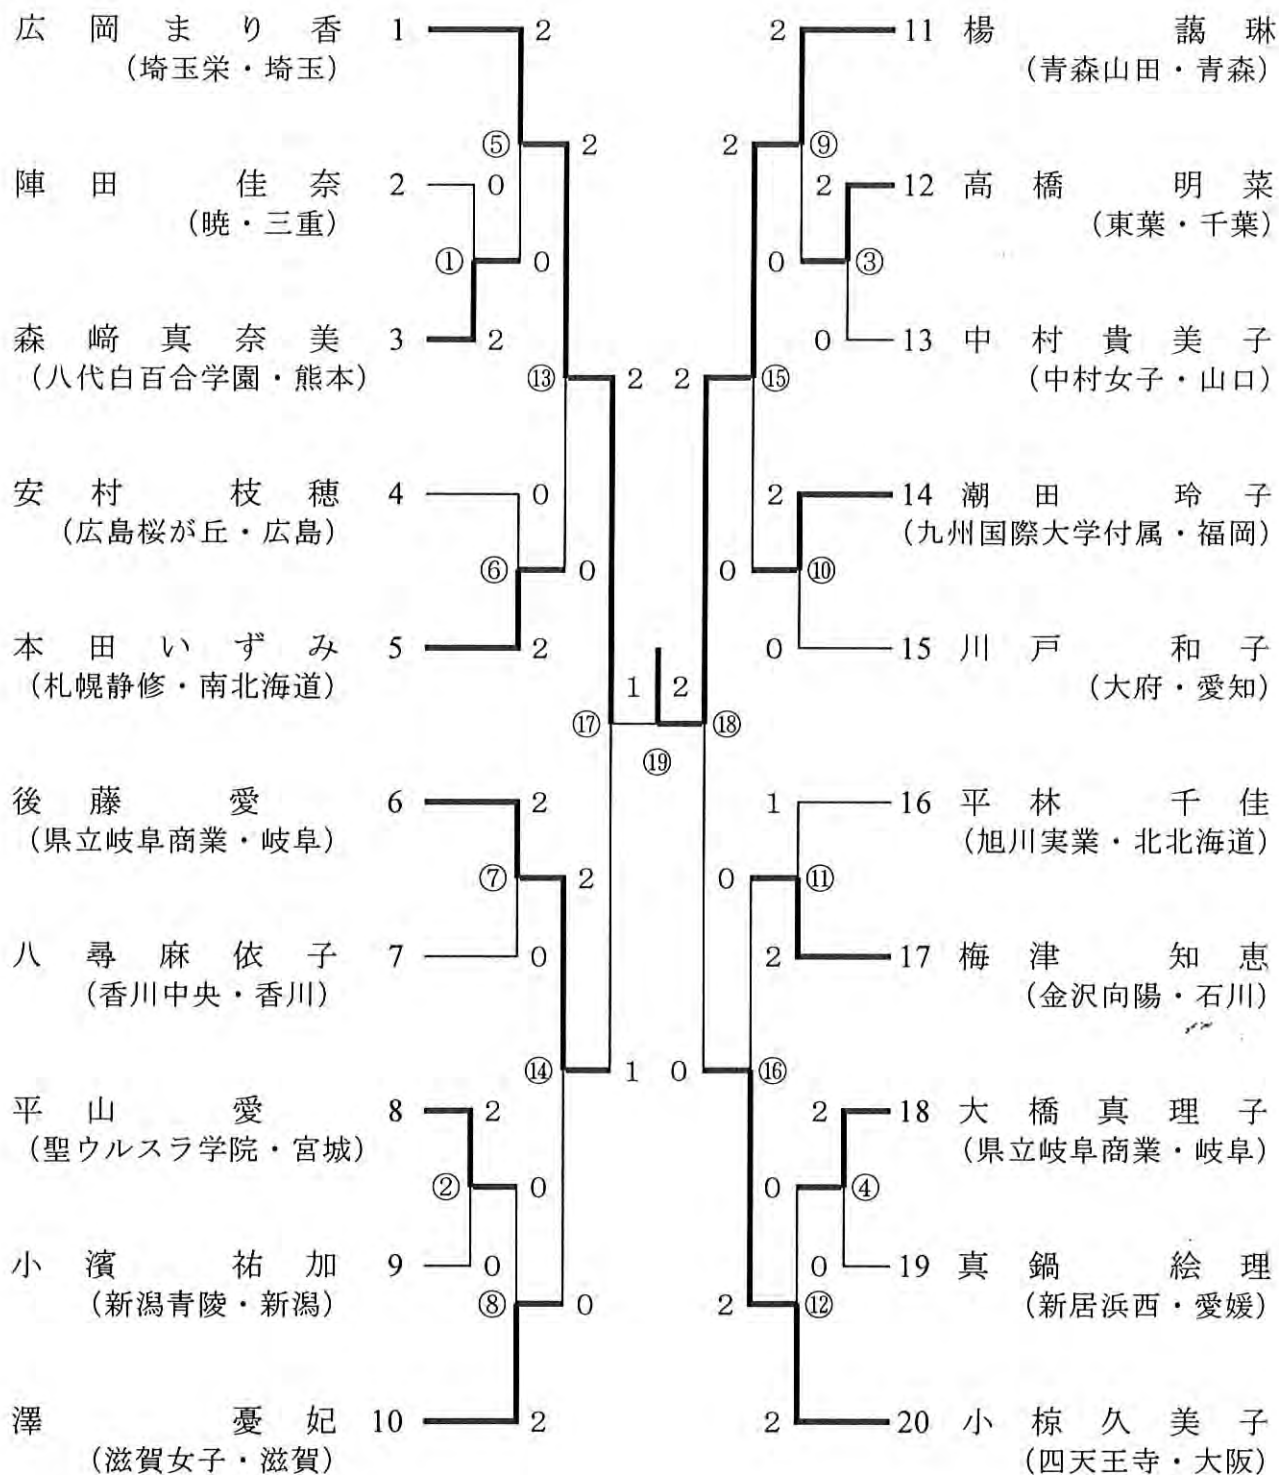 広岡まり香 1
(埼玉栄・埼玉)
陣田佳奈 2
(暁・三重)
森﨑真奈美 3
(八代白百合学園・熊本)
安村枝穂 4
(広島桜が丘・広島)
本田いずみ 5
(札幌静修・南北海道)
後藤愛 6
(県立岐阜商業・岐阜)
八尋麻依子 7
(香川中央・香川)
平山愛 8
(聖ウルスラ学院・宮城)
小濱祐加 9
(新潟青陵・新潟)
澤憂妃 10
(滋賀女子・滋賀)
2
⑤ 2
0
① 0
2
⑬ 2
0
⑥ 0
2
1
⑰
⑲
2
⑦ 2
0
⑭ 1
2
② 0
0
⑧ 0
2
2
2 ⑨
2
0 ③
0
2 ⑮
2
0 ⑩
0
2
⑱
1
0 ⑪
2
0 ⑯
2
0 ④
0
2 ⑫
2
11 楊藹琳
(青森山田・青森)
12 高橋明菜
(東葉・千葉)
13 中村貴美子
(中村女子・山口)
14 潮田玲子
(九州国際大学付属・福岡)
15 川戸和子
(大府・愛知)
16 平林千佳
(旭川実業・北北海道)
17 梅津知恵
(金沢向陽・石川)
18 大橋真理子
(県立岐阜商業・岐阜)
19 真鍋絵理
(新居浜西・愛媛)
20 小椋久美子
(四天王寺・大阪)